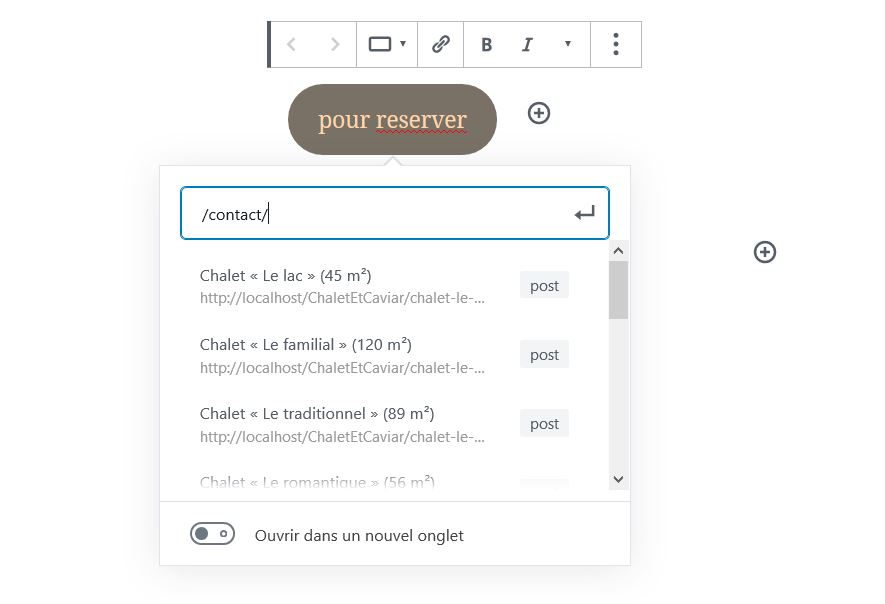 B I
pour reserver
/contact/
Chalet « Le lac » (45 m²)
post
http://localhost/ChaletEtCaviar/chalet-le-...
Chalet « Le familial » (120 m²)
post
http://localhost/ChaletEtCaviar/chalet-le-...
Chalet « Le traditionnel » (89 m²)
post
http://localhost/ChaletEtCaviar/chalet-le-...
Chalet « Le romantique » (56 m²)
Ouvrir dans un nouvel onglet